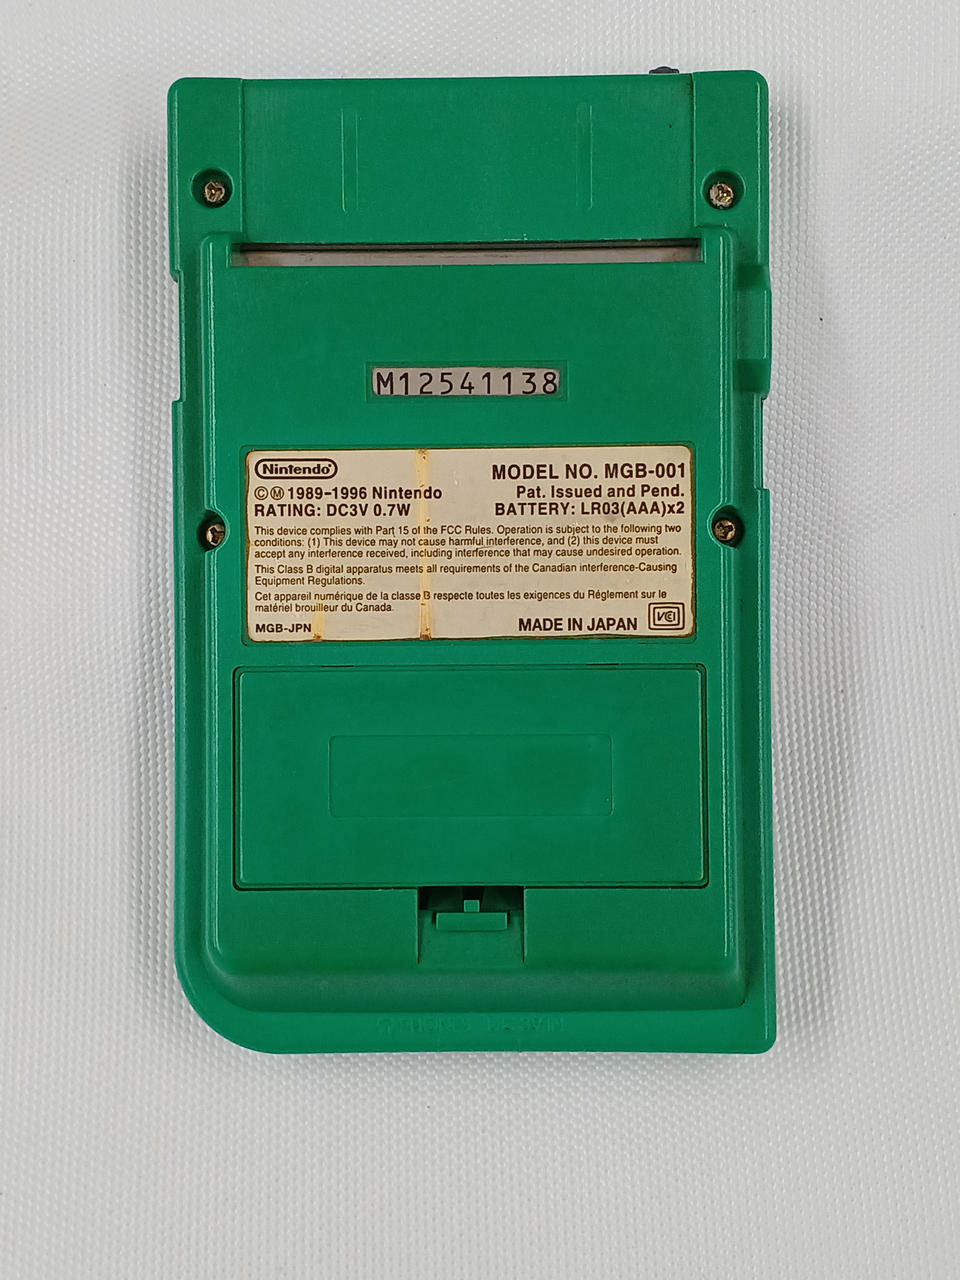 M12541138
Nintendo®
MODEL NO. MGB-001
©Ⓜ 1989-1996 Nintendo
Pat. Issued and Pend.
RATING: DC3V 0.7W
BATTERY: LR03(AAA)x2
This device complies with Part 15 of the FCC Rules. Operation is subject to the following two
conditions: (1) This device may not cause harmful interference, and (2) this device must
accept any interference received, including interference that may cause undesired operation.
This Class B digital apparatus meets all requirements of the Canadian interference-Causing
Equipment Regulations.
Cet appareil numérique de la classe B respecte toutes les exigences du Réglement sur le
matériel brouilleur du Canada.
MGB-JPN
MADE IN JAPAN
VCI
PHONES DC 3V IN